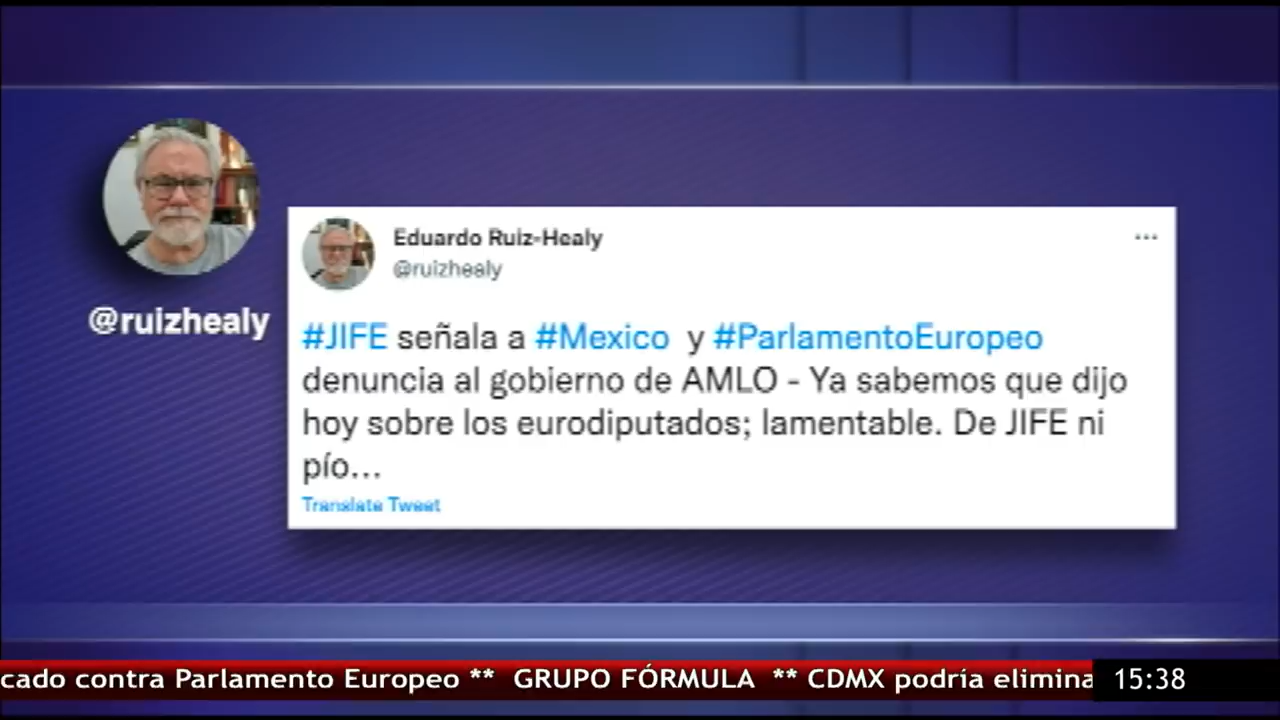 @ruizhealy
Eduardo Ruiz-Healy
@ruizhealy
#JIFE señala a #Mexico y #ParlamentoEuropeo
denuncia al gobierno de AMLO - Ya sabemos que dijo
hoy sobre los eurodiputados; lamentable. De JIFE ni
pío...
Translate Tweet
cado contra Parlamento Europeo ** GRUPO FÓRMULA ** CDMX podría elimina
15:38